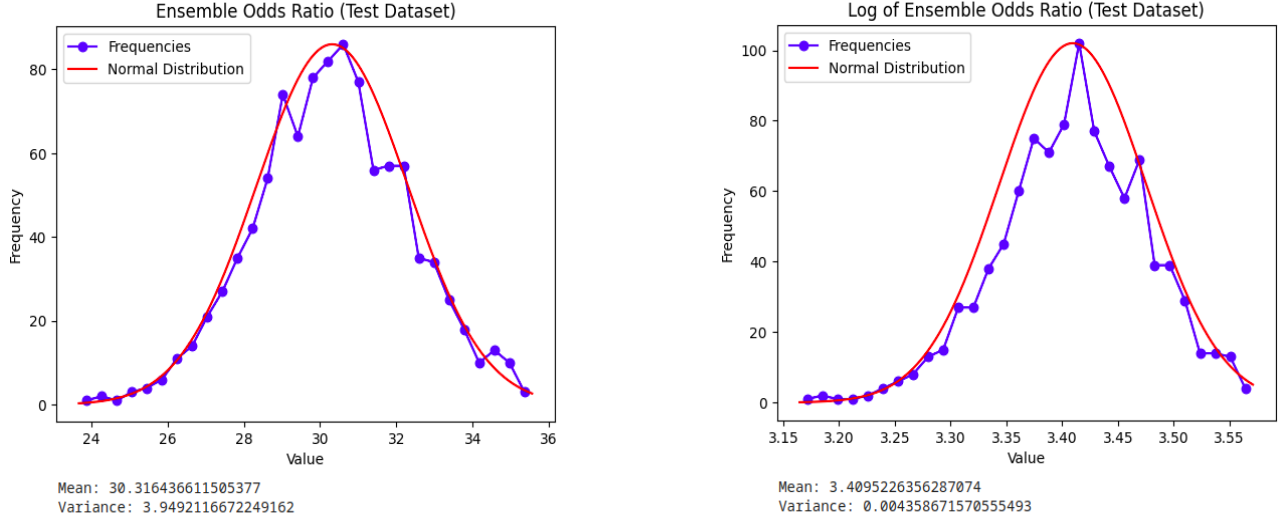 Ensemble Odds Ratio (Test Dataset)
Frequencies
Normal Distribution
Frequency
80
60
40
20
0
24 26 28 30 32 34 36
Value
Mean: 30.316436611505377
Variance: 3.9492116672249162
Log of Ensemble Odds Ratio (Test Dataset)
Frequencies
Normal Distribution
Frequency
100
80
60
40
20
0
3.15 3.20 3.25 3.30 3.35 3.40 3.45 3.50 3.55
Value
Mean: 3.4095226356287074
Variance: 0.004358671570555493